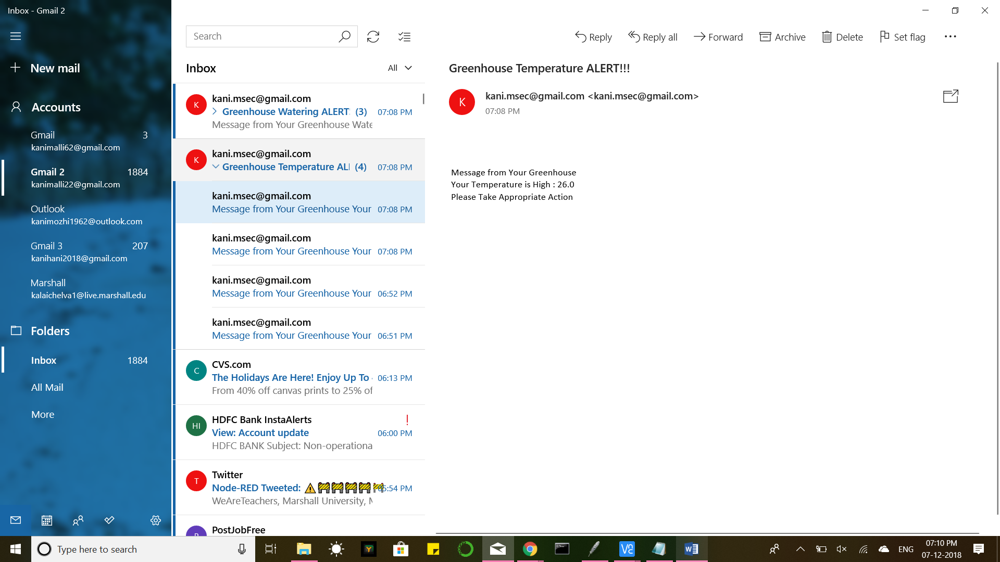 Inbox - Gmail 2
New mail
Accounts
Gmail 3
kanimalli62@gmail.com
Gmail 2 1884
kanimalli22@gmail.com
Outlook
kanimozhi1962@outlook.com
Gmail 3 207
kanihani2018@gmail.com
Marshall
kalaichelva1@live.marshall.edu
Folders
Inbox 1884
All Mail
More
Search
Inbox All
K
kani.msec@gmail.com
Greenhouse Watering ALERT (3) 07:08 PM
Message from Your Greenhouse Wate
K
kani.msec@gmail.com
Greenhouse Temperature AL (4) 07:08 PM
kani.msec@gmail.com
Message from Your Greenhouse Your 07:08 PM
kani.msec@gmail.com
Message from Your Greenhouse Your 07:08 PM
kani.msec@gmail.com
Message from Your Greenhouse Your 06:52 PM
kani.msec@gmail.com
Message from Your Greenhouse Your 06:51 PM
C
CVS.com
The Holidays Are Here! Enjoy Up To 06:13 PM
From 40% off canvas prints to 25% of
HI
HDFC Bank InstaAlerts !
View: Account update 06:00 PM
HDFC BANK Subject: Non-operationa
T
Twitter
Node-RED Tweeted: ⚠🚧🚧🚧🚧🚧 05:54 PM
WeAreTeachers, Marshall University,
PostJobFree
Reply Reply all Forward Archive Delete Set flag
Greenhouse Temperature ALERT!!!
K
kani.msec@gmail.com <kani.msec@gmail.com>
07:08 PM
Message from Your Greenhouse
Your Temperature is High : 26.0
Please Take Appropriate Action
Type here to search
ENG
07:10 PM
07-12-2018